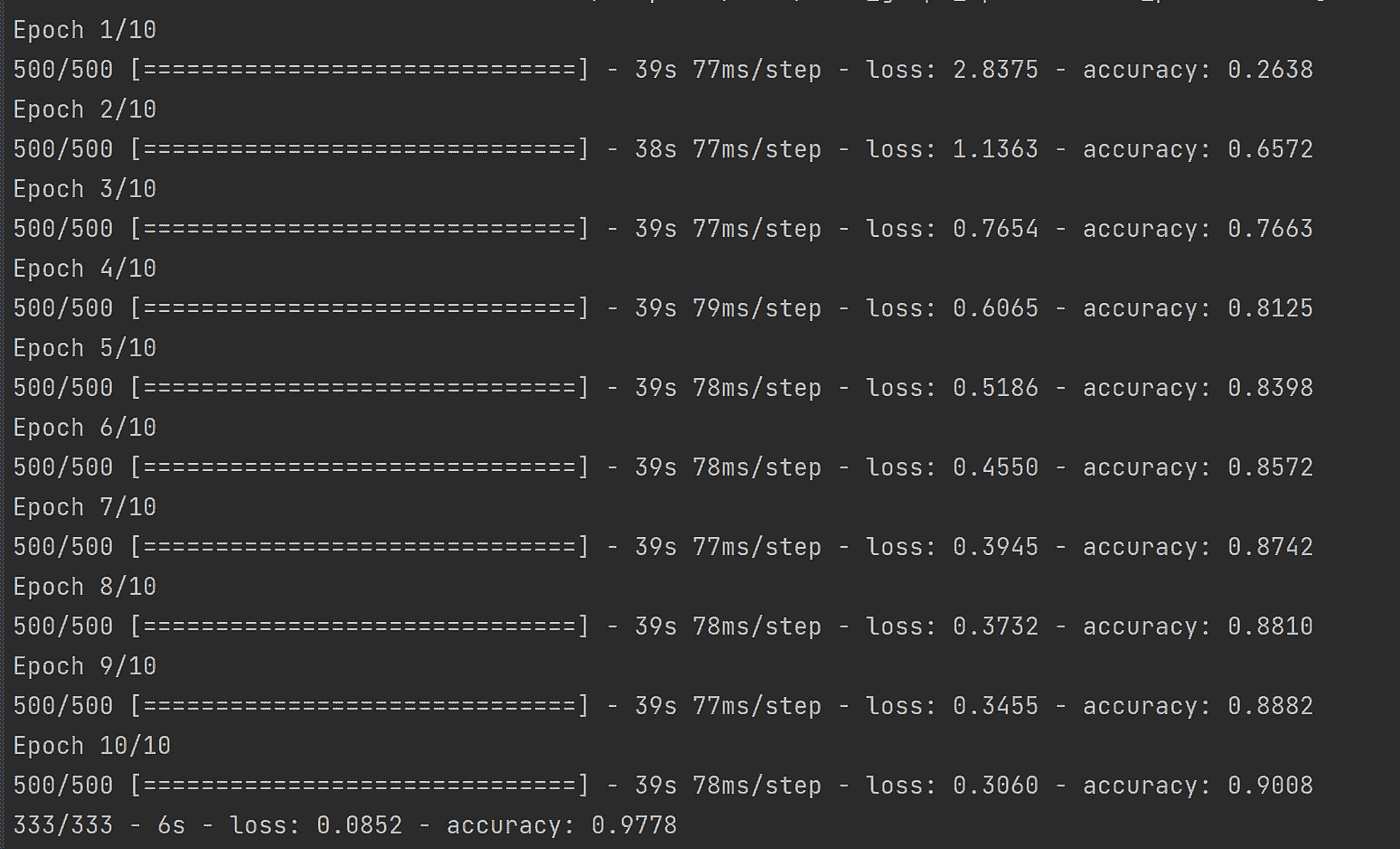 Epoch 1/10
500/500 [==============================] - 39s 77ms/step - loss: 2.8375 - accuracy: 0.2638
Epoch 2/10
500/500 [==============================] - 38s 77ms/step - loss: 1.1363 - accuracy: 0.6572
Epoch 3/10
500/500 [==============================] - 39s 77ms/step - loss: 0.7654 - accuracy: 0.7663
Epoch 4/10
500/500 [==============================] - 39s 79ms/step - loss: 0.6065 - accuracy: 0.8125
Epoch 5/10
500/500 [==============================] - 39s 78ms/step - loss: 0.5186 - accuracy: 0.8398
Epoch 6/10
500/500 [==============================] - 39s 78ms/step - loss: 0.4550 - accuracy: 0.8572
Epoch 7/10
500/500 [==============================] - 39s 77ms/step - loss: 0.3945 - accuracy: 0.8742
Epoch 8/10
500/500 [==============================] - 39s 78ms/step - loss: 0.3732 - accuracy: 0.8810
Epoch 9/10
500/500 [==============================] - 39s 77ms/step - loss: 0.3455 - accuracy: 0.8882
Epoch 10/10
500/500 [==============================] - 39s 78ms/step - loss: 0.3060 - accuracy: 0.9008
333/333 - 6s - loss: 0.0852 - accuracy: 0.9778